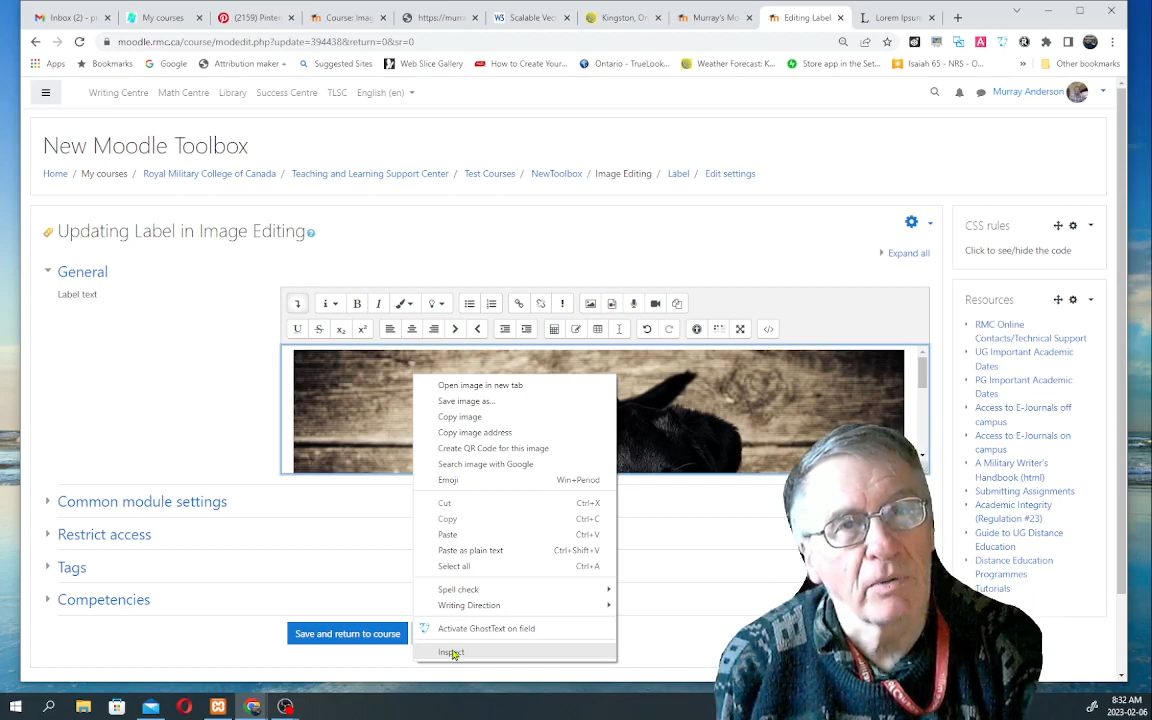 Inbox (2) - p
My courses
(2159) Pinter
Course: Ima
https://murra
Scalable Vec
Kingston, On
Murray's Mo
Editing Label
Lorem Ipsum
moodle.rmc.ca/course/modedit.php?update=394438&return=0&sr=0
Apps
Bookmarks
Google
Attribution maker +
Suggested Sites
Web Slice Gallery
How to Create Your...
Ontario - TrueLook...
Weather Forecast: K...
Store app in the Set...
Isaiah 65 - NRS - O...
»
Other bookmarks
Writing Centre
Math Centre
Library
Success Centre
TLSC
English (en)
Murray Anderson
New Moodle Toolbox
Home / My courses / Royal Military College of Canada / Teaching and Learning Support Center / Test Courses / NewToolbox / Image Editing / Label / Edit settings
Updating Label in Image Editing
Expand all
General
Label text
Open image in new tab
Save image as...
Copy image
Copy image address
Create QR Code for this image
Search image with Google
Emoji Win+Period
Cut Ctrl+X
Copy Ctrl+C
Paste Ctrl+V
Paste as plain text Ctrl+Shift+V
Select all Ctrl+A
Spell check
Writing Direction
Activate GhostText on field
Inspect
Common module settings
Restrict access
Tags
Competencies
Save and return to course
CSS rules
Click to see/hide the code
Resources
RMC Online
Contacts/Technical Support
UG Important Academic
Dates
PG Important Academic
Dates
Access to E-Journals off
campus
Access to E-Journals on
campus
A Military Writer's
Handbook (html)
Submitting Assignments
Academic Integrity
(Regulation #23)
Guide to UG Distance
Education
Distance Education
Programmes
Tutorials
8:32 AM
2023-02-06